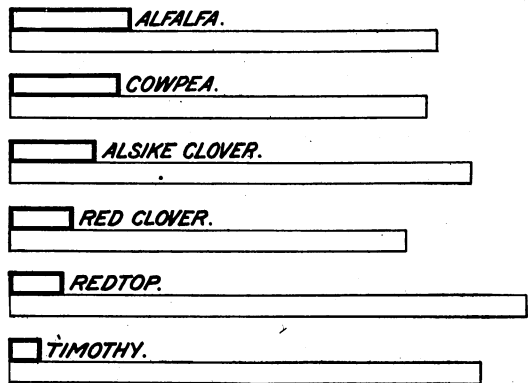 ALFALFA.
COWPEA.
ALSIKE CLOVER.
RED CLOVER.
REDTOP.
TIMOTHY.